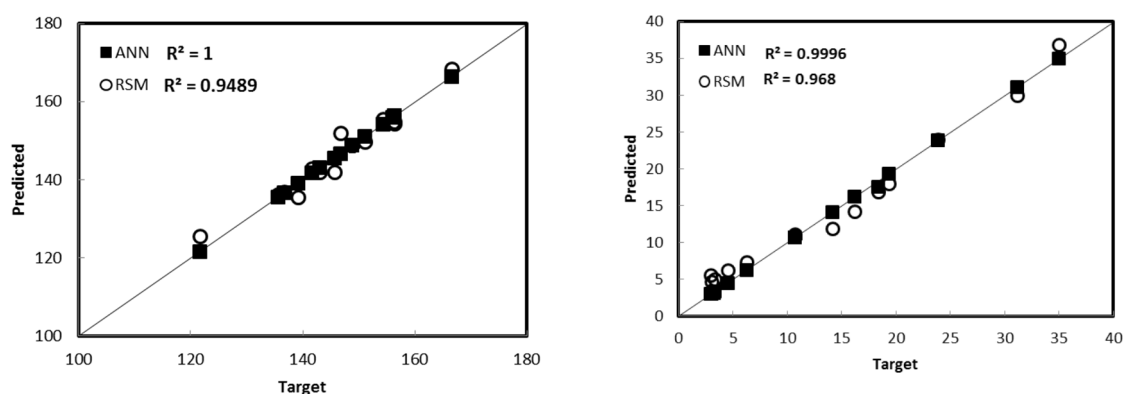 180
160
140
120
100
Predicted
ANN R² = 1
RSM R² = 0.9489
100 120 140 160 180
Target
40
35
30
25
20
15
10
5
0
Predicted
ANN R² = 0.9996
RSM R² = 0.968
0 5 10 15 20 25 30 35 40
Target